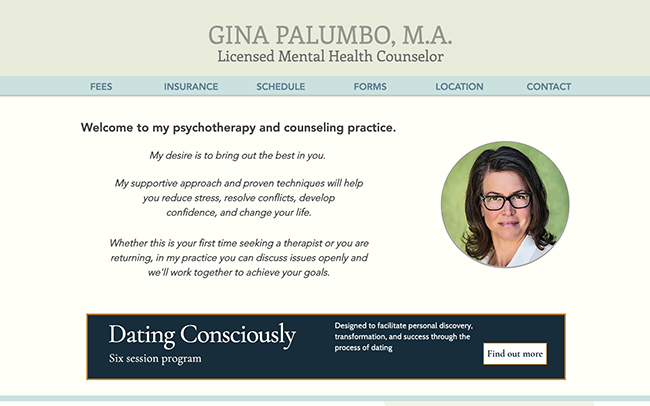 GINA PALUMBO, M.A.
Licensed Mental Health Counselor
FEES INSURANCE SCHEDULE FORMS LOCATION CONTACT
Welcome to my psychotherapy and counseling practice.
My desire is to bring out the best in you.
My supportive approach and proven techniques will help
you reduce stress, resolve conflicts, develop
confidence, and change your life.
Whether this is your first time seeking a therapist or you are
returning, in my practice you can discuss issues openly and
we'll work together to achieve your goals.
Dating Consciously
Six session program
Designed to facilitate personal discovery,
transformation, and success through the
process of dating
Find out more